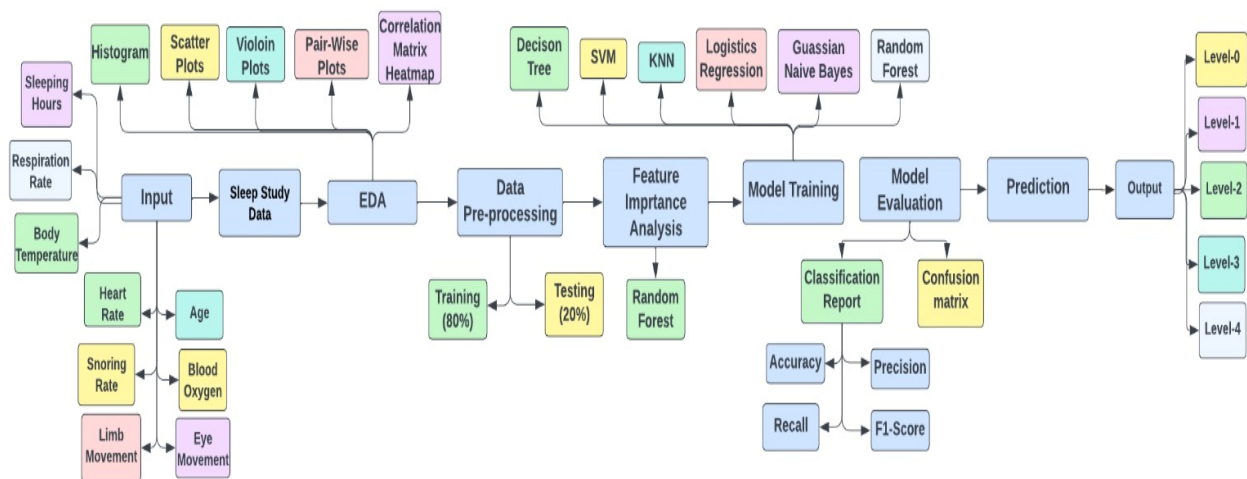 Histogram
Scatter
Plots
Violoin
Plots
Pair-Wise
Plots
Correlation
Matrix
Heatmap
Decison
Tree
SVM
KNN
Logistics
Regression
Guassian
Naive Bayes
Random
Forest
Level-0
Sleeping
Hours
Level-1
Respiration
Rate
Input
Sleep Study
Data
EDA
Data
Pre-processing
Feature
Imprtance
Analysis
Model Training
Model
Evaluation
Prediction
Output
Level-2
Body
Temperature
Heart
Rate
Age
Training
(80%)
Testing
(20%)
Random
Forest
Classification
Report
Confusion
matrix
Level-3
Level-4
Snoring
Rate
Blood
Oxygen
Accuracy
Precision
Limb
Movement
Eye
Movement
Recall
F1-Score